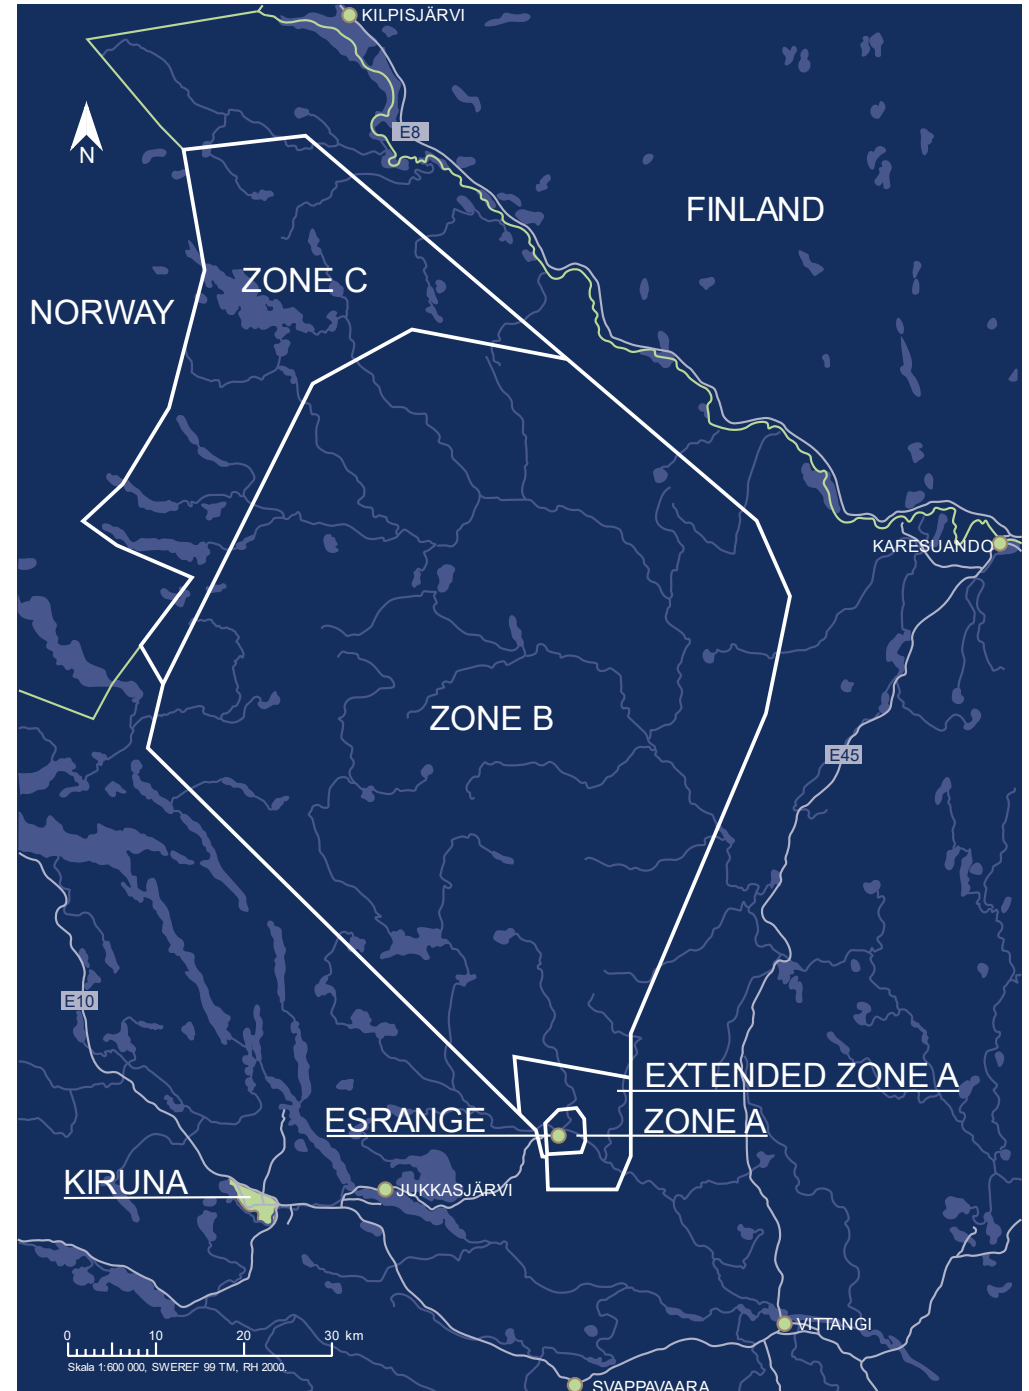 KILPISJÄRVI
E8
N
FINLAND
ZONE C
NORWAY
KARESUANDO
ZONE B
E45
E10
EXTENDED ZONE A
ESRANGE
ZONE A
KIRUNA
JUKKASJÄRVI
VITTANGI
0 10 20 30 km
Skala 1:600 000, SWEREF 99 TM, RH 2000.
SVAPPAVAARA